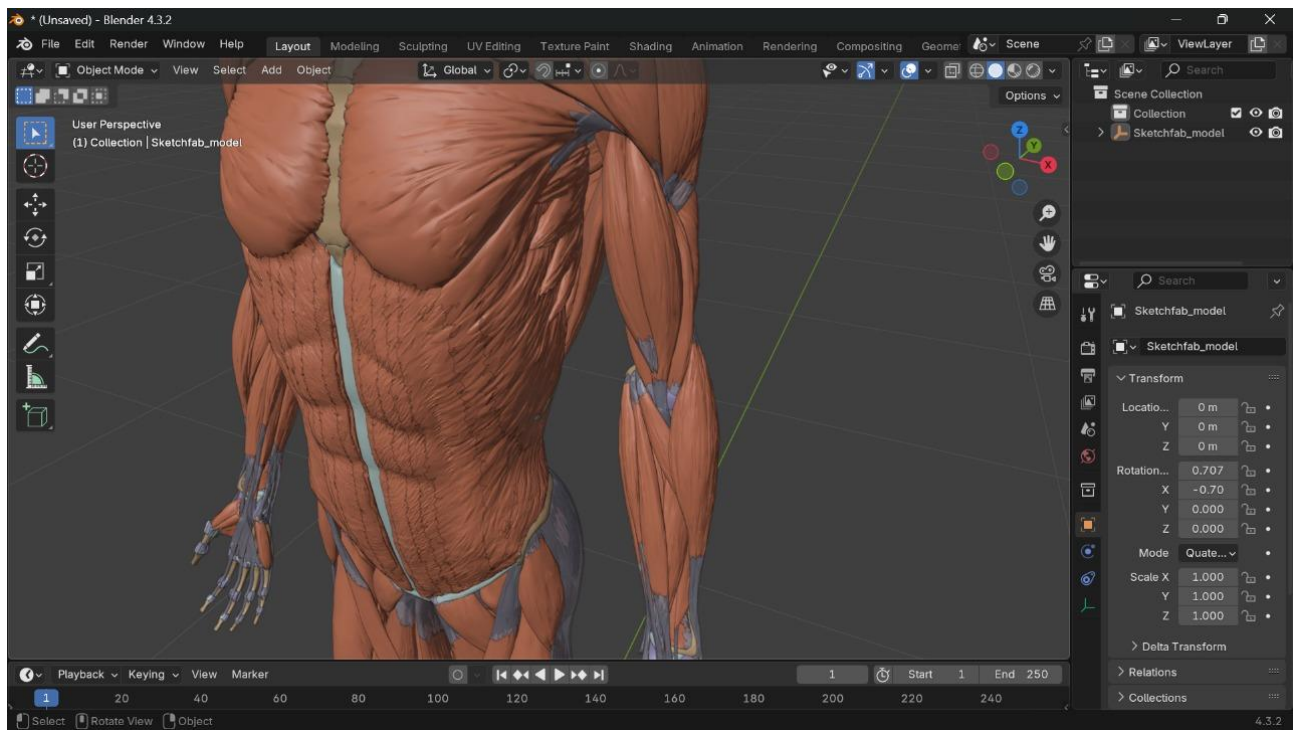 * (Unsaved) - Blender 4.3.2
File Edit Render Window Help Layout Modeling Sculpting UV Editing Texture Paint Shading Animation Rendering Compositing Geome Scene ViewLayer
Object Mode View Select Add Object Global Search
Options
User Perspective
(1) Collection | Sketchfab_model
Z
Y
X
Scene Collection
Collection
Sketchfab_model
Search
Sketchfab_model
Sketchfab_model
Transform
Locatio... 0 m
Y 0 m
Z 0 m
Rotation... 0.707
X -0.70
Y 0.000
Z 0.000
Mode Quate...
Scale X 1.000
Y 1.000
Z 1.000
Delta Transform
Relations
Collections
Playback Keying View Marker 1 Start 1 End 250
1 20 40 60 80 100 120 140 160 180 200 220 240
Select Rotate View Object 4.3.2